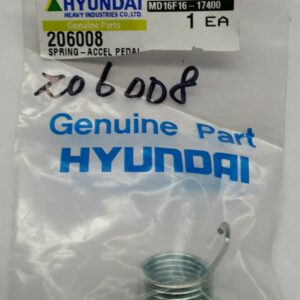 HYUNDAI MD16F16-17400
HEAVY INDUSTRIES CO.,LTD.
Genuine Parts 1 EA
206008
SPRING-ACCEL PEDAL
206008
Genuine Part
HYUNDAI